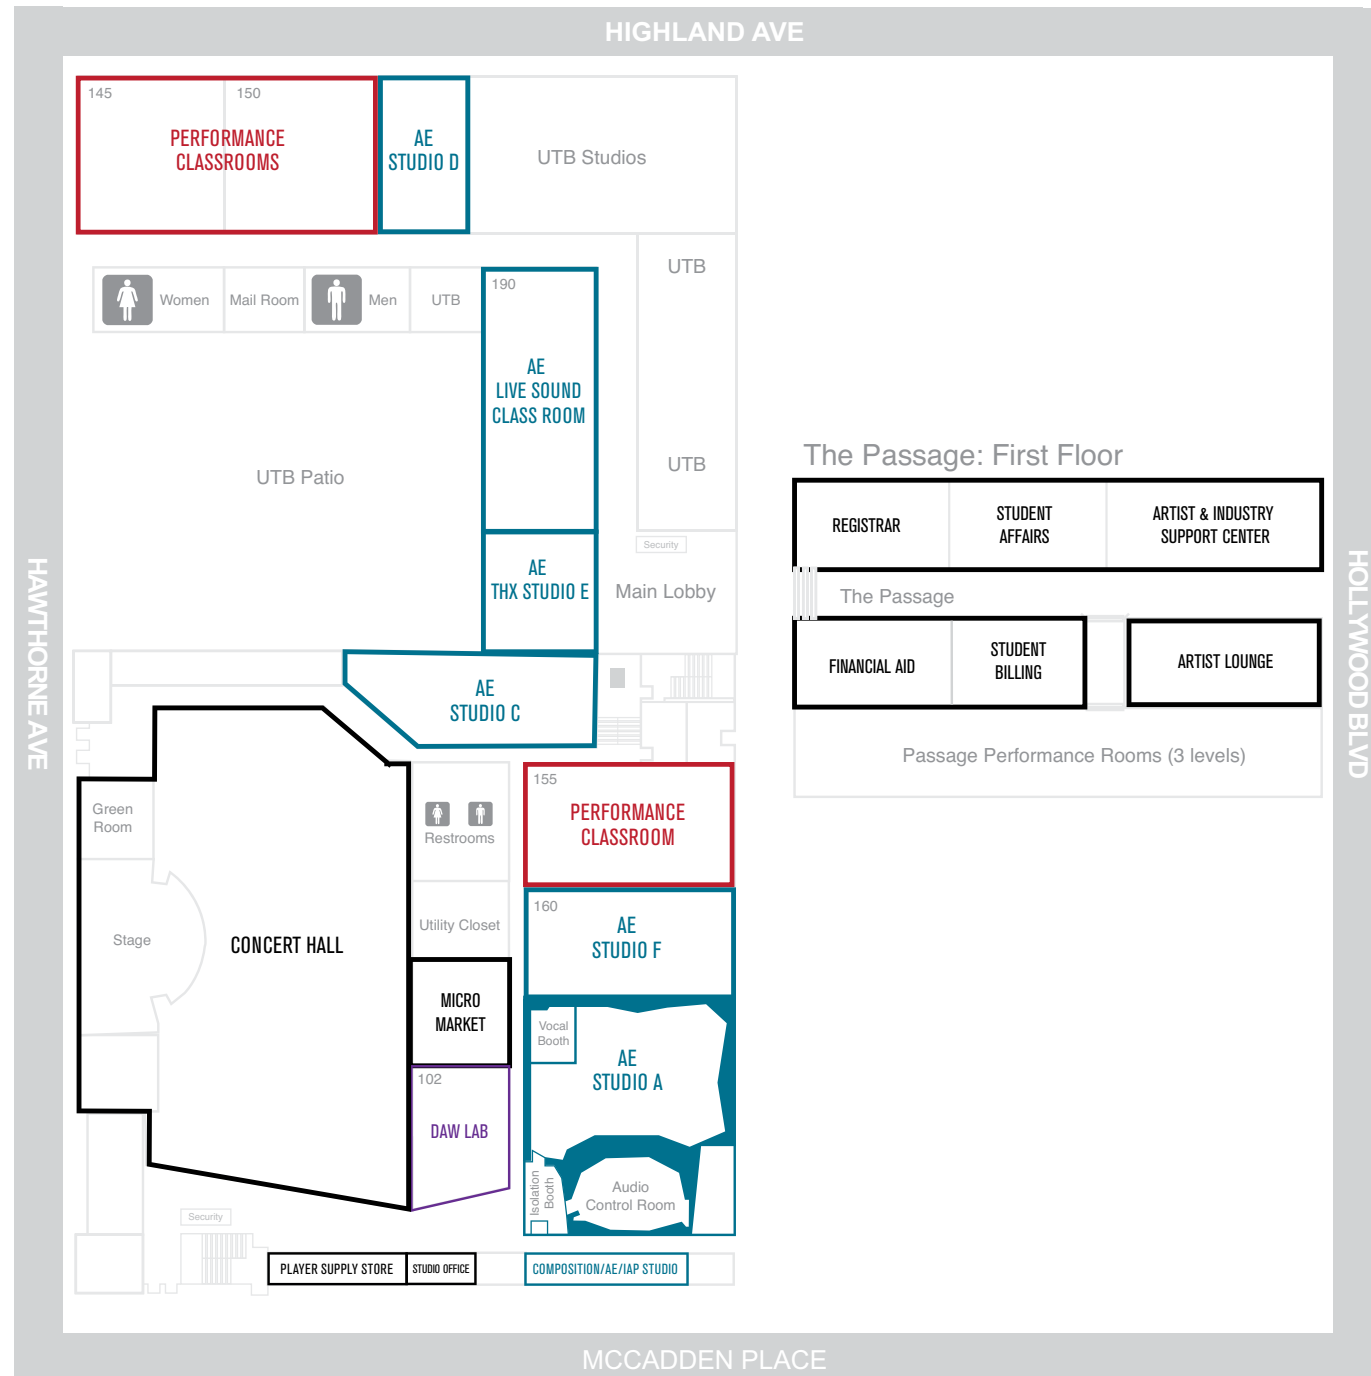 HIGHLAND AVE
145
150
PERFORMANCE
CLASSROOMS
AE
STUDIO D
UTB Studios
Women
Mail Room
Men
UTB
190
AE
LIVE SOUND
CLASS ROOM
UTB
UTB
UTB Patio
Security
AE
THX STUDIO E
Main Lobby
AE
STUDIO C
HAWTHORNE AVE
The Passage: First Floor
REGISTRAR
STUDENT
AFFAIRS
ARTIST & INDUSTRY
SUPPORT CENTER
The Passage
FINANCIAL AID
STUDENT
BILLING
ARTIST LOUNGE
Passage Performance Rooms (3 levels)
HOLLYWOOD BLVD
Green
Room
Stage
CONCERT HALL
Restrooms
Utility Closet
155
PERFORMANCE
CLASSROOM
160
AE
STUDIO F
MICRO
MARKET
Vocal
Booth
AE
STUDIO A
102
DAW LAB
Isolation
Booth
Audio
Control Room
Security
PLAYER SUPPLY STORE
STUDIO OFFICE
COMPOSITION/AE/IAP STUDIO
MCCADDEN PLACE